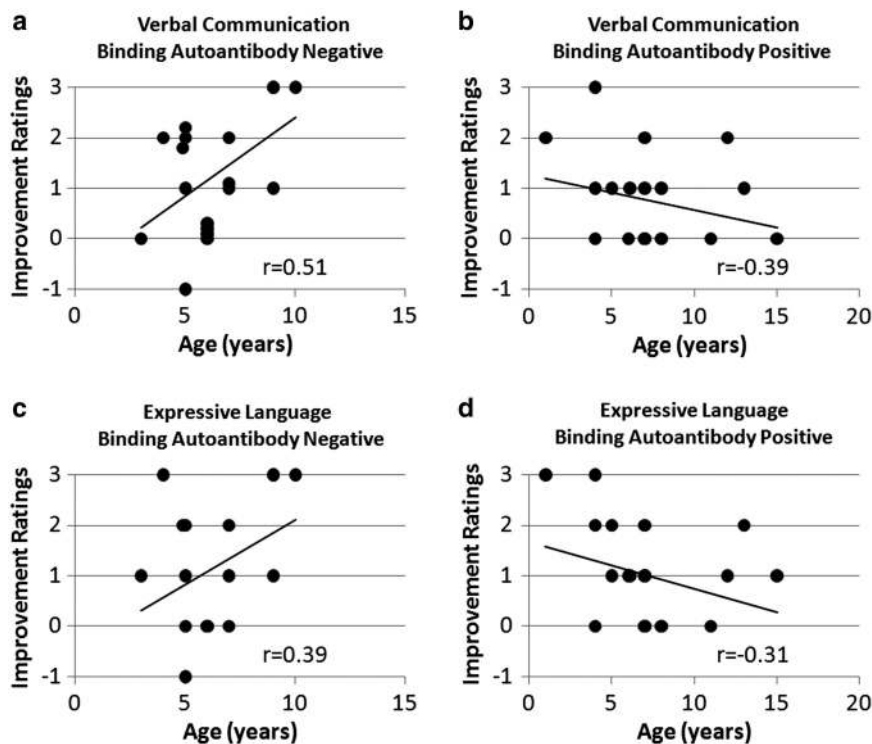 a
Verbal Communication
Binding Autoantibody Negative
Improvement Ratings
3
2
1
0
-1
r=0.51
0
5
10
15
Age (years)
b
Verbal Communication
Binding Autoantibody Positive
Improvement Ratings
3
2
1
0
-1
r=-0.39
0
5
10
15
20
Age (years)
c
Expressive Language
Binding Autoantibody Negative
Improvement Ratings
3
2
1
0
-1
r=0.39
0
5
10
15
Age (years)
d
Expressive Language
Binding Autoantibody Positive
Improvement Ratings
3
2
1
0
-1
r=-0.31
0
5
10
15
20
Age (years)